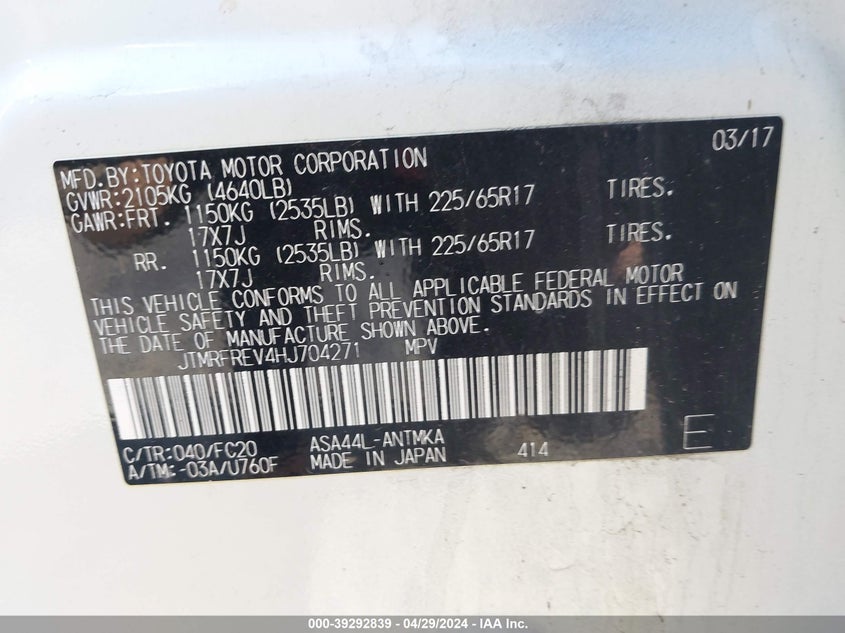 03/17
MFD.BY:TOYOTA MOTOR CORPORATION
GVWR:2105KG (4640LB)
GAWR:FRT. 1150KG (2535LB) WITH 225/65R17 TIRES.
17X7J RIMS.
RR. 1150KG (2535LB) WITH 225/65R17 TIRES.
17X7J RIMS.
THIS VEHICLE CONFORMS TO ALL APPLICABLE FEDERAL MOTOR
VEHICLE SAFETY AND THEFT PREVENTION STANDARDS IN EFFECT ON
THE DATE OF MANUFACTURE SHOWN ABOVE.
JTMRFREV4HJ704271 MPV
C/TR:040/FC20 ASA44L-ANTMKA 414 E
A/TM:-03A/U760F MADE IN JAPAN
000-39292839 - 04/29/2024 - IAA, Inc.